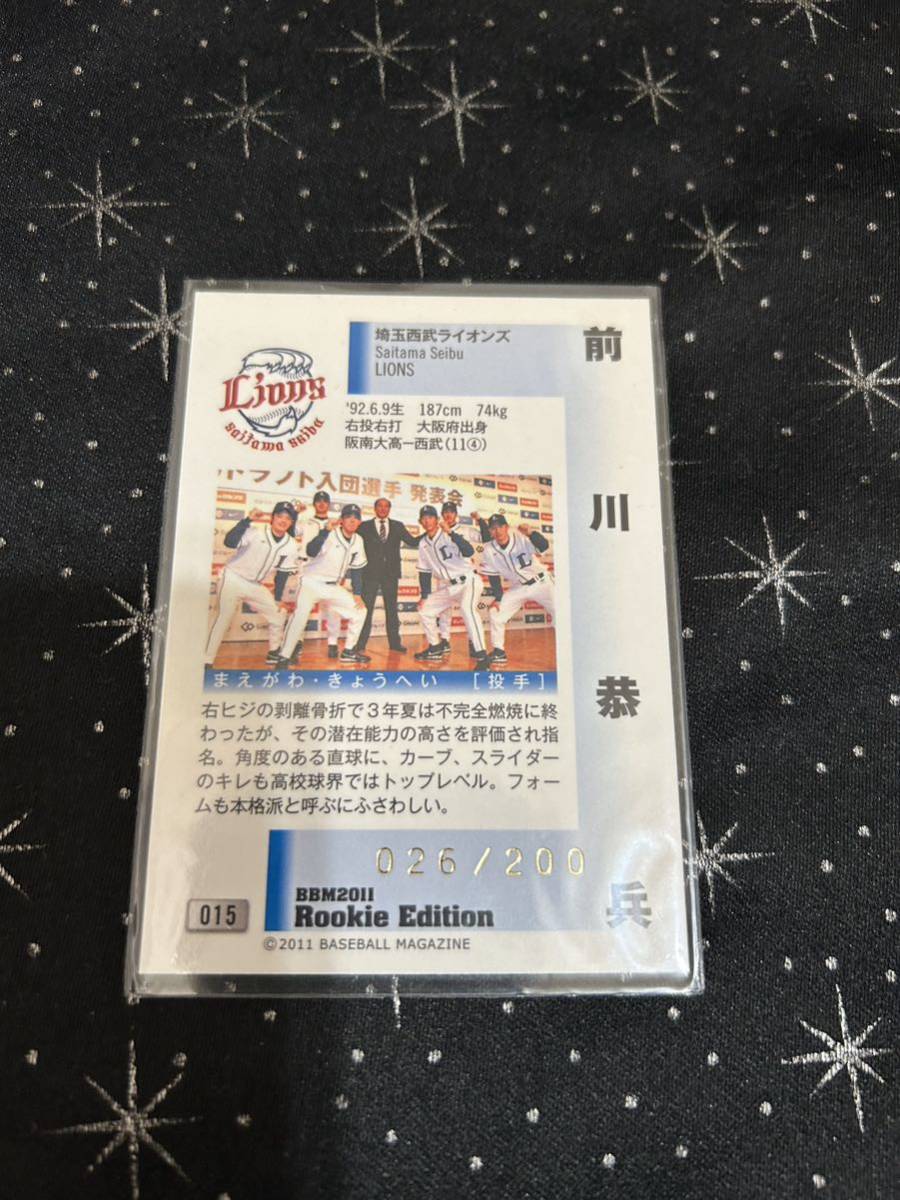 埼玉西武ライオンズ
Saitama Seibu
LIONS
Lions
saitama seibu
'92.6.9生 187cm 74kg
右投右打 大阪府出身
阪南大高ー西武(11④)
前川恭兵
ドラフト入団選手 発表会
まえがわ・きょうへい [投手]
右ヒジの剥離骨折で3年夏は不完全燃焼に終
わったが、その潜在能力の高さを評価され指
名。角度のある直球に、カーブ、スライダー
のキレも高校球界ではトップレベル。フォー
ムも本格派と呼ぶにふさわしい。
026/200
BBM2011
015
Rookie Edition
©2011 BASEBALL MAGAZINE